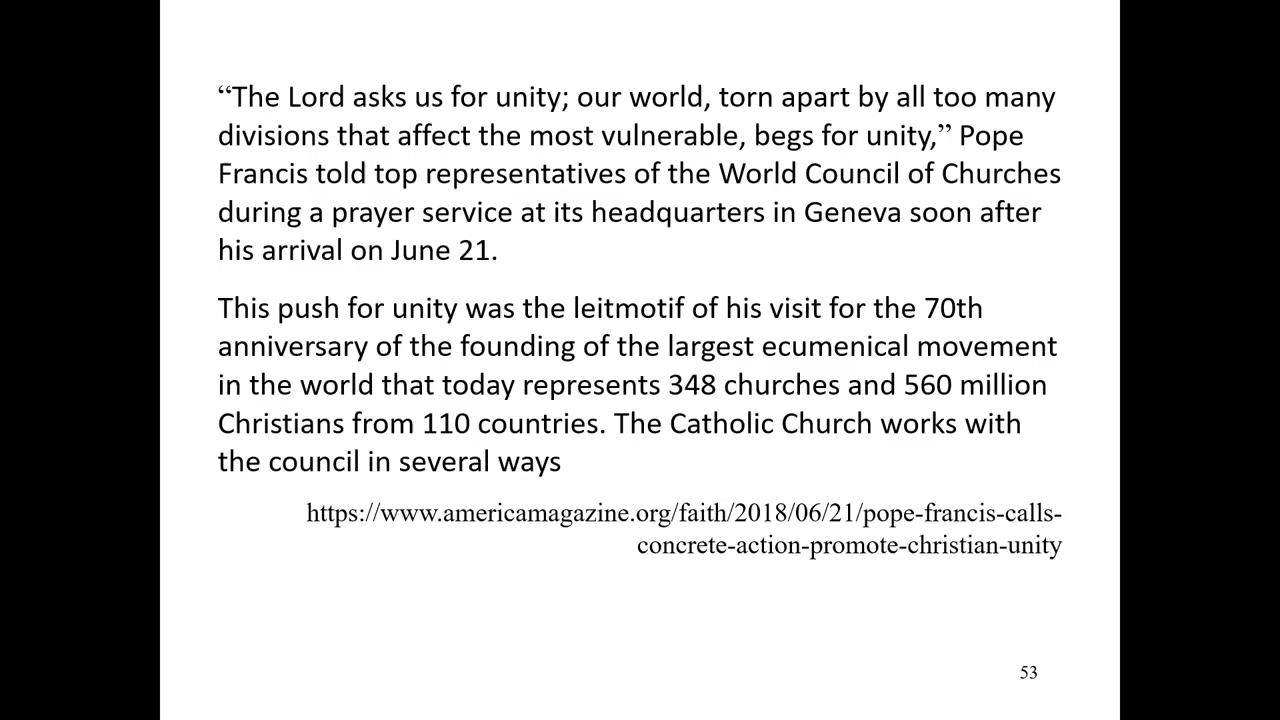 “The Lord asks us for unity; our world, torn apart by all too many
divisions that affect the most vulnerable, begs for unity,” Pope
Francis told top representatives of the World Council of Churches
during a prayer service at its headquarters in Geneva soon after
his arrival on June 21.
This push for unity was the leitmotif of his visit for the 70th
anniversary of the founding of the largest ecumenical movement
in the world that today represents 348 churches and 560 million
Christians from 110 countries. The Catholic Church works with
the council in several ways
https://www.americamagazine.org/faith/2018/06/21/pope-francis-calls-
concrete-action-promote-christian-unity
53